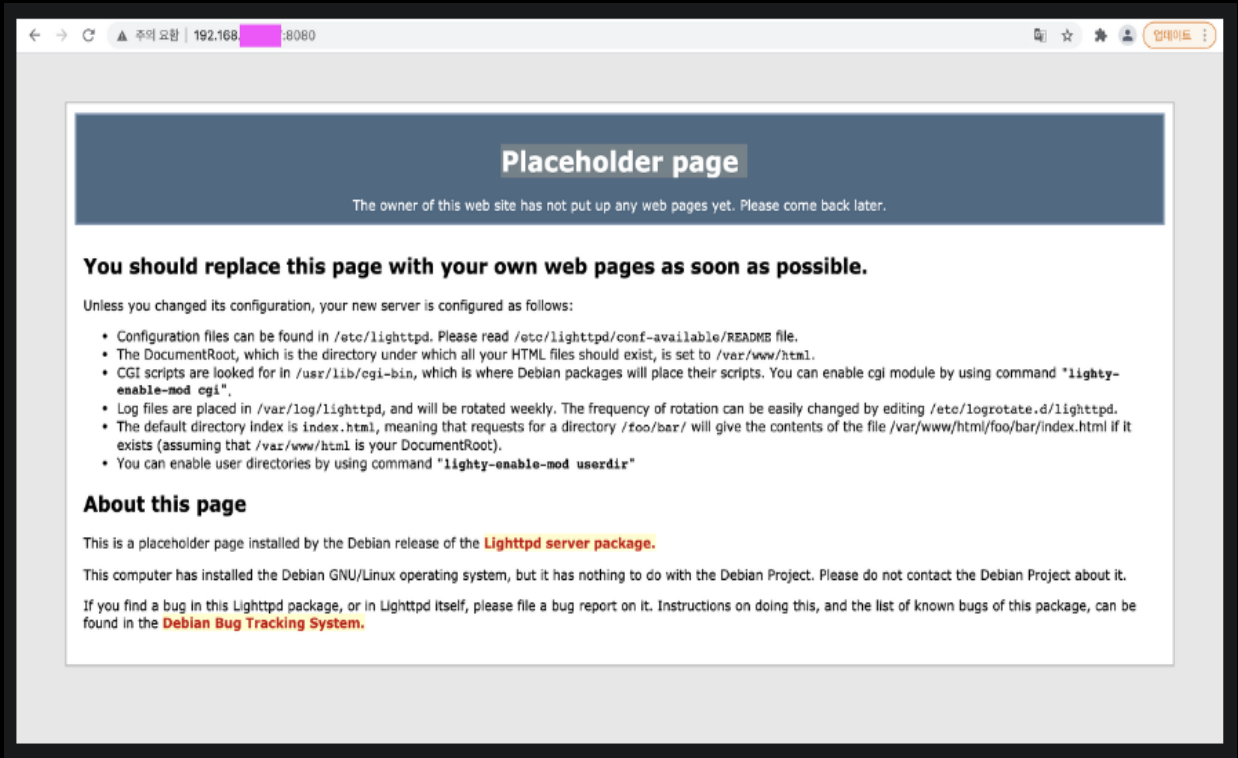 주의 요함 | 192.168. :8080
업데이트
Placeholder page
The owner of this web site has not put up any web pages yet. Please come back later.
You should replace this page with your own web pages as soon as possible.
Unless you changed its configuration, your new server is configured as follows:
• Configuration files can be found in /etc/lighttpd. Please read /etc/lighttpd/conf-available/README file.
• The DocumentRoot, which is the directory under which all your HTML files should exist, is set to /var/www/html.
• CGI scripts are looked for in /usr/lib/cgi-bin, which is where Debian packages will place their scripts. You can enable cgi module by using command "lighty-
enable-mod cgi".
• Log files are placed in /var/log/lighttpd, and will be rotated weekly. The frequency of rotation can be easily changed by editing /etc/logrotate.d/lighttpd.
• The default directory index is index.html, meaning that requests for a directory /foo/bar/ will give the contents of the file /var/www/html/foo/bar/index.html if it
exists (assuming that /var/www/html is your DocumentRoot).
• You can enable user directories by using command "lighty-enable-mod userdir"
About this page
This is a placeholder page installed by the Debian release of the Lighttpd server package.
This computer has installed the Debian GNU/Linux operating system, but it has nothing to do with the Debian Project. Please do not contact the Debian Project about it.
If you find a bug in this Lighttpd package, or in Lighttpd itself, please file a bug report on it. Instructions on doing this, and the list of known bugs of this package, can be
found in the Debian Bug Tracking System.